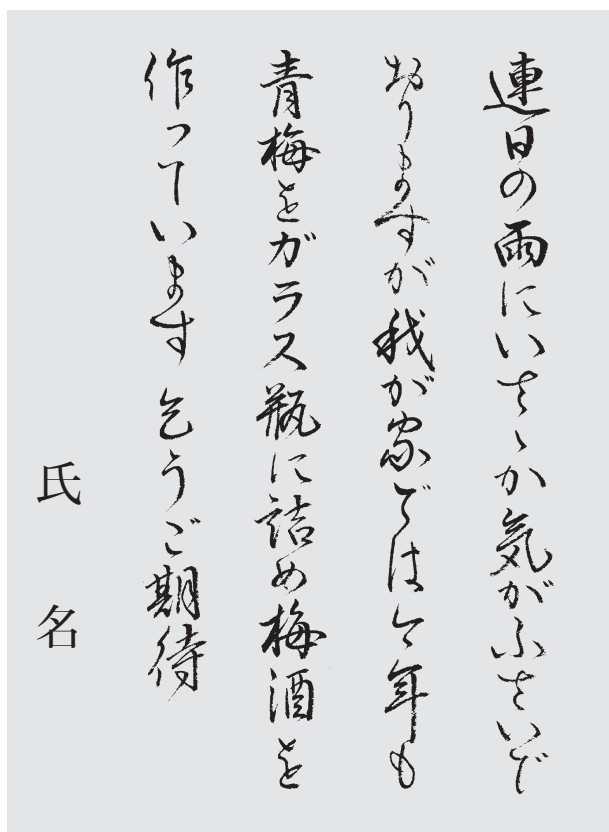 連日の雨にいさゝか気がふさいで
おりますが我が家では今年も
青梅をガラス瓶に詰め梅酒を
作っています 乞うご期待
氏名